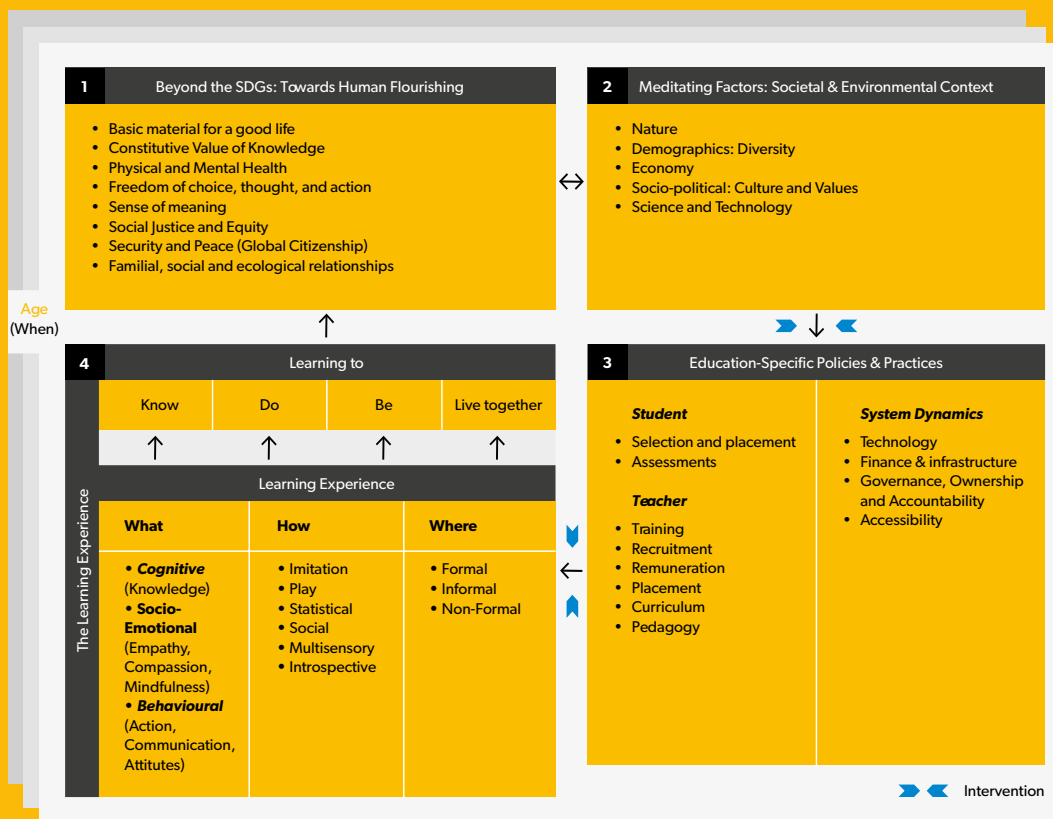 1 Beyond the SDGs: Towards Human Flourishing
• Basic material for a good life
• Constitutive Value of Knowledge
• Physical and Mental Health
• Freedom of choice, thought, and action
• Sense of meaning
• Social Justice and Equity
• Security and Peace (Global Citizenship)
• Familial, social and ecological relationships
2 Meditating Factors: Societal & Environmental Context
• Nature
• Demographics: Diversity
• Economy
• Socio-political: Culture and Values
• Science and Technology
Age
(When)
4 Learning to
Know Do Be Live together
The Learning Experience
Learning Experience
What
• Cognitive
(Knowledge)
• Socio-
Emotional
(Empathy,
Compassion,
Mindfulness)
• Behavioural
(Action,
Communication,
Attitutes)
How
• Imitation
• Play
• Statistical
• Social
• Multisensory
• Introspective
Where
• Formal
• Informal
• Non-Formal
3 Education-Specific Policies & Practices
Student
• Selection and placement
• Assessments
Teacher
• Training
• Recruitment
• Remuneration
• Placement
• Curriculum
• Pedagogy
System Dynamics
• Technology
• Finance & infrastructure
• Governance, Ownership
and Accountability
• Accessibility
Intervention